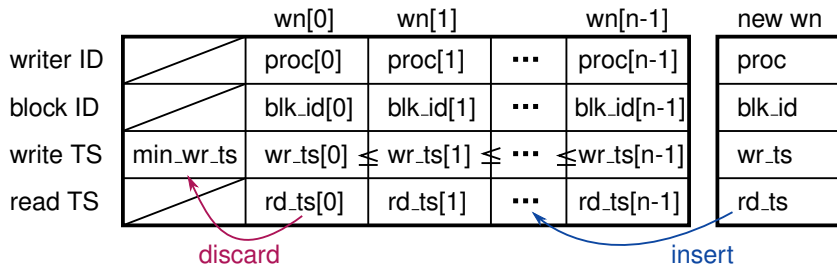 wn[0] wn[1] wn[n-1] new wn
writer ID proc[0] proc[1] ··· proc[n-1] proc
block ID blk_id[0] blk_id[1] ··· blk_id[n-1] blk_id
write TS min_wr_ts wr_ts[0] ≤ wr_ts[1] ≤ ··· ≤ wr_ts[n-1] wr_ts
read TS rd_ts[0] rd_ts[1] ··· rd_ts[n-1] rd_ts
discard insert